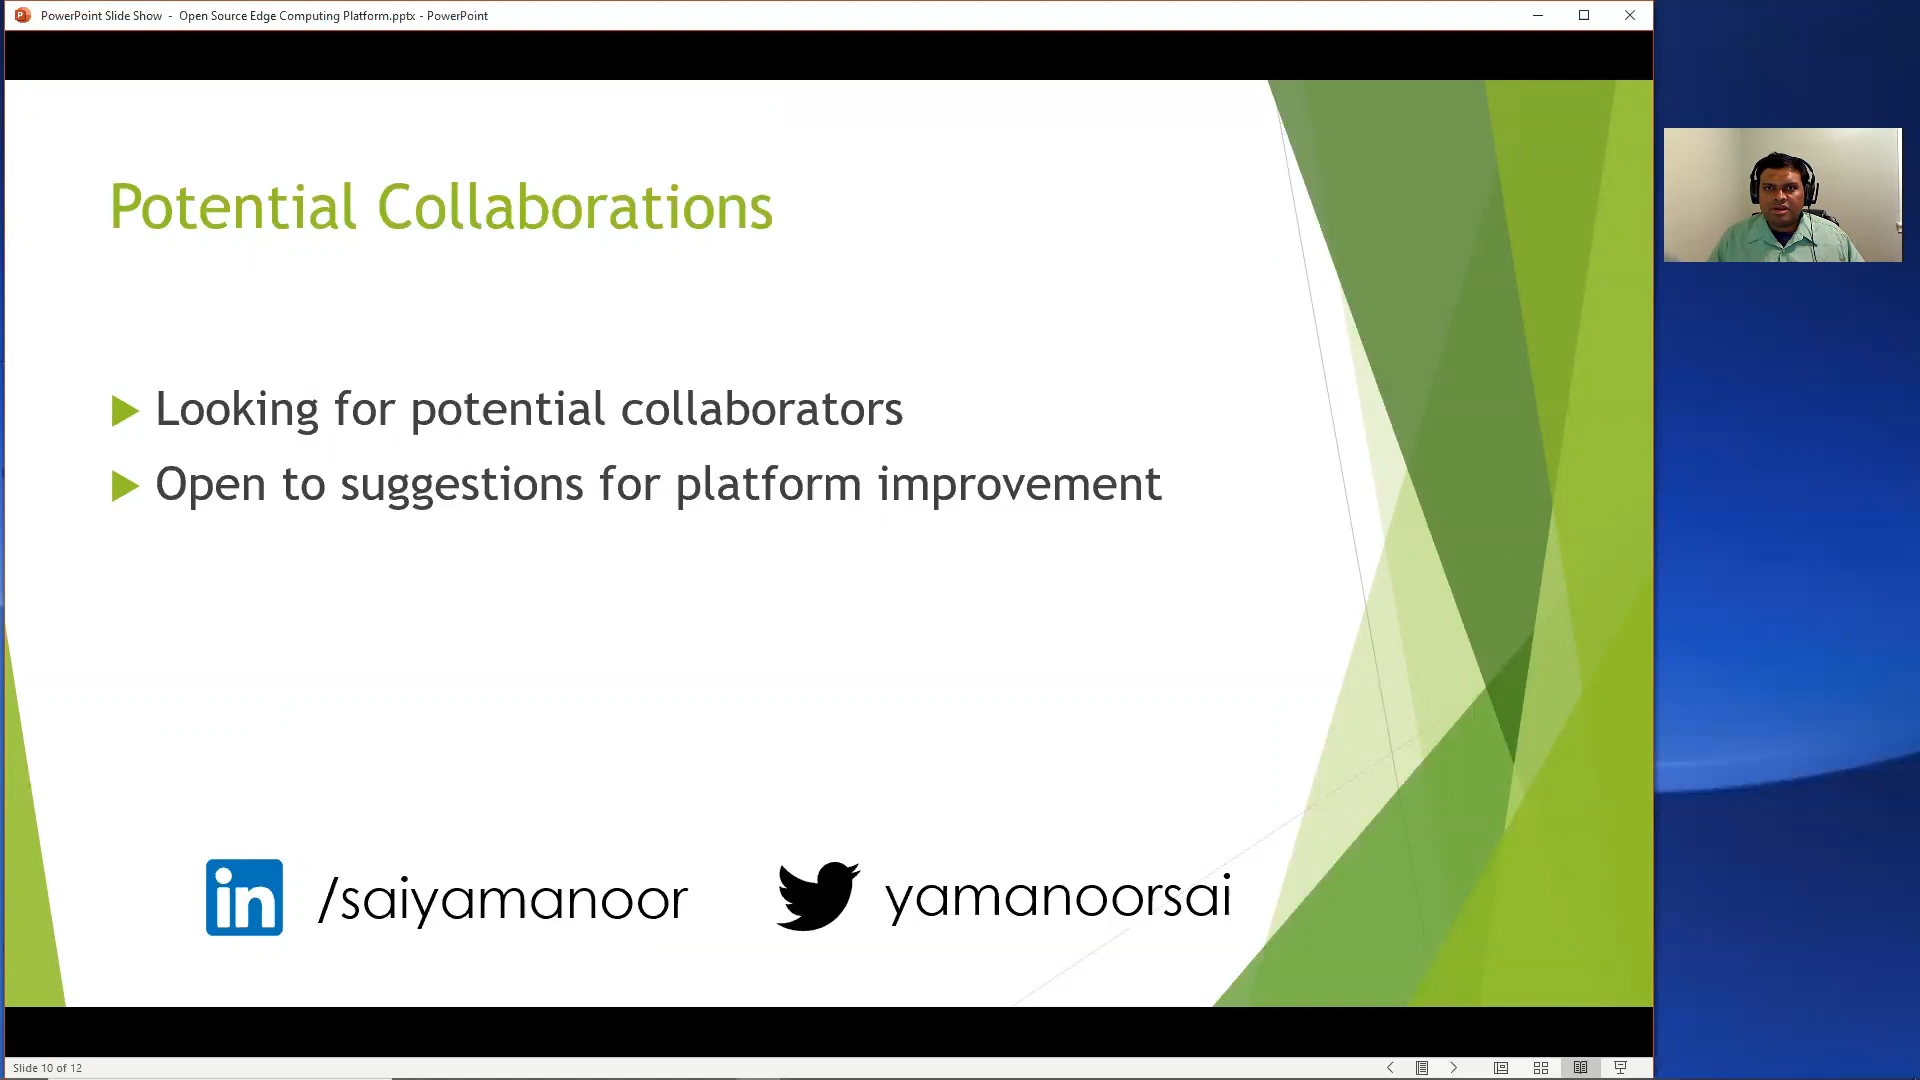 PowerPoint Slide Show - Open Source Edge Computing Platform.pptx - PowerPoint
Potential Collaborations
Looking for potential collaborators
Open to suggestions for platform improvement
in /saiyamanoor yamanoorsai
Slide 10 of 12